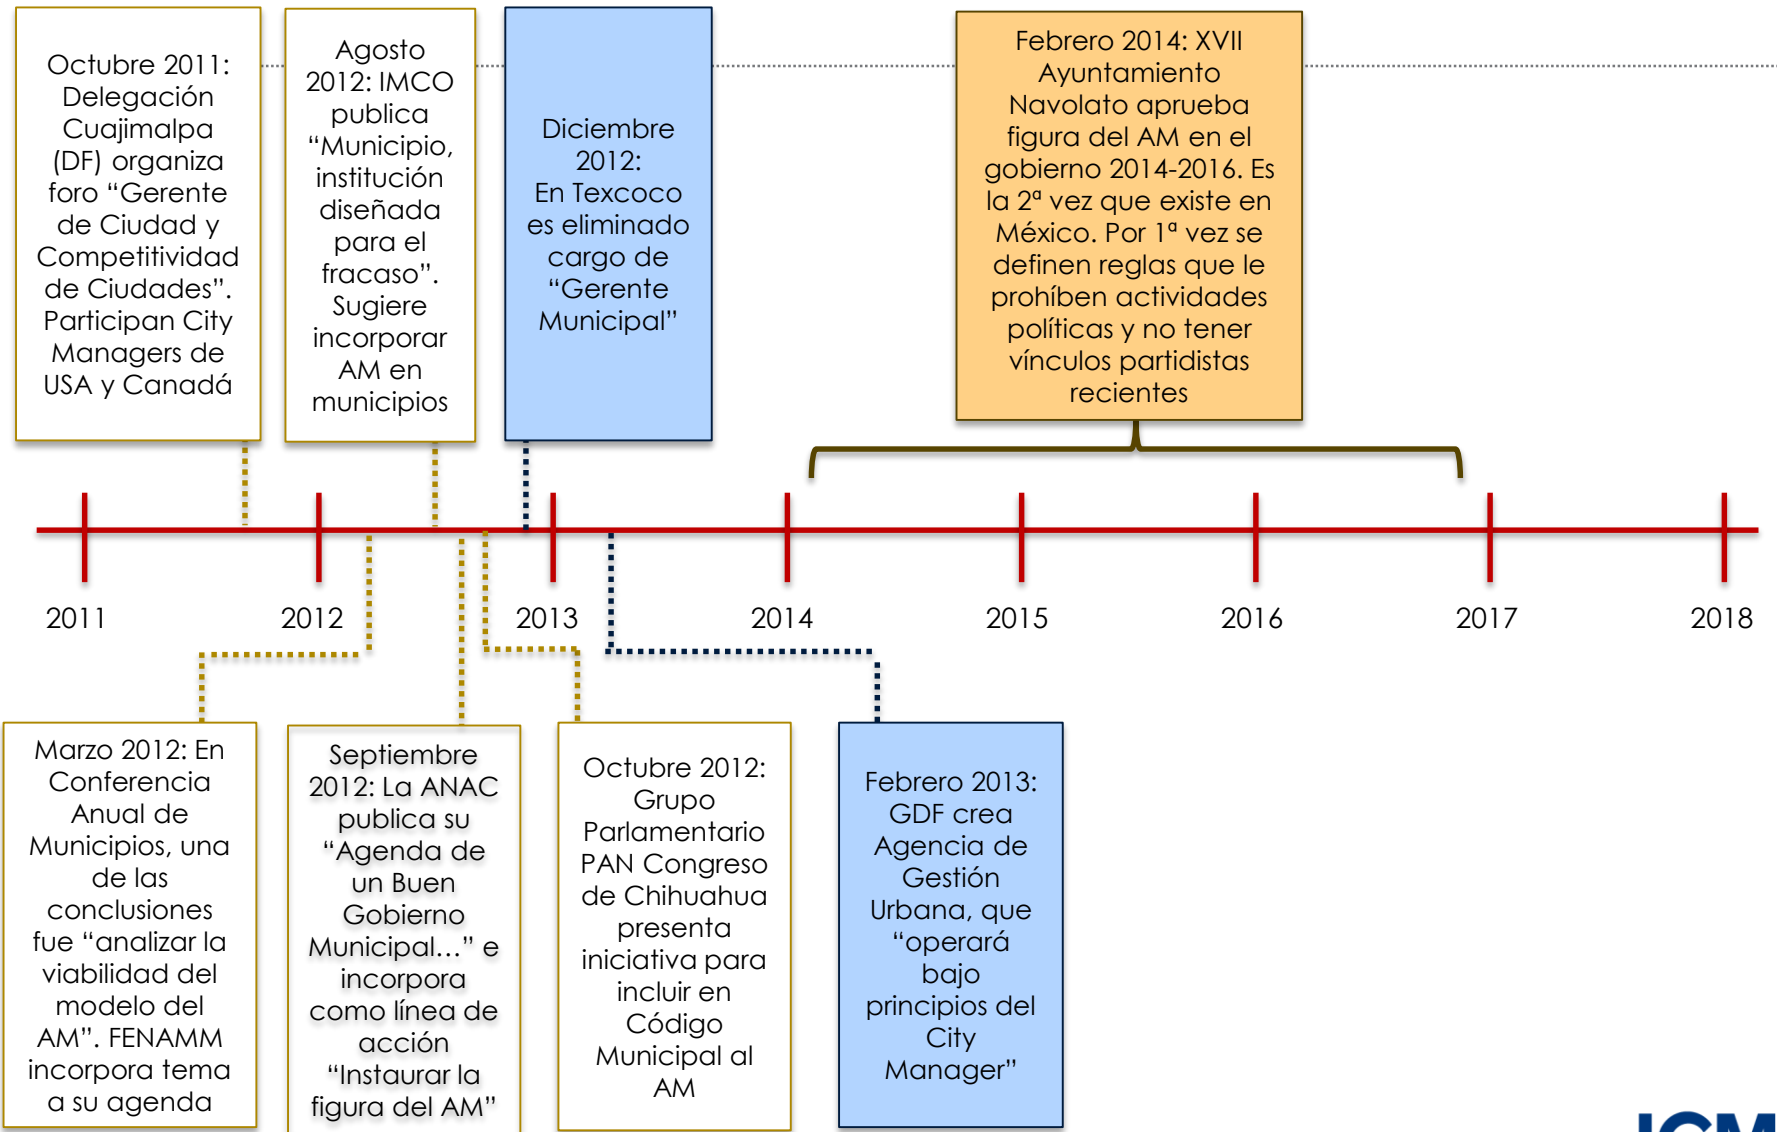 Octubre 2011:
Delegación
Cuajimalpa
(DF) organiza
foro “Gerente
de Ciudad y
Competitividad
de Ciudades”.
Participan City
Managers de
USA y Canadá
Agosto
2012: IMCO
publica
“Municipio,
institución
diseñada
para el
fracaso”.
Sugiere
incorporar
AM en
municipios
Diciembre
2012:
En Texcoco
es eliminado
cargo de
“Gerente
Municipal”
Febrero 2014: XVII
Ayuntamiento
Navolato aprueba
figura del AM en el
gobierno 2014-2016. Es
la 2ª vez que existe en
México. Por 1ª vez se
definen reglas que le
prohíben actividades
políticas y no tener
vínculos partidistas
recientes
2011
2012
2013
2014
2015
2016
2017
2018
Marzo 2012: En
Conferencia
Anual de
Municipios, una
de las
conclusiones
fue “analizar la
viabilidad del
modelo del
AM”. FENAMM
incorpora tema
a su agenda
Septiembre
2012: La ANAC
publica su
“Agenda de
un Buen
Gobierno
Municipal…” e
incorpora
como línea de
acción
“Instaurar la
figura del AM”
Octubre 2012:
Grupo
Parlamentario
PAN Congreso
de Chihuahua
presenta
iniciativa para
incluir en
Código
Municipal al
AM
Febrero 2013:
GDF crea
Agencia de
Gestión
Urbana, que
“operará
bajo
principios del
City
Manager”